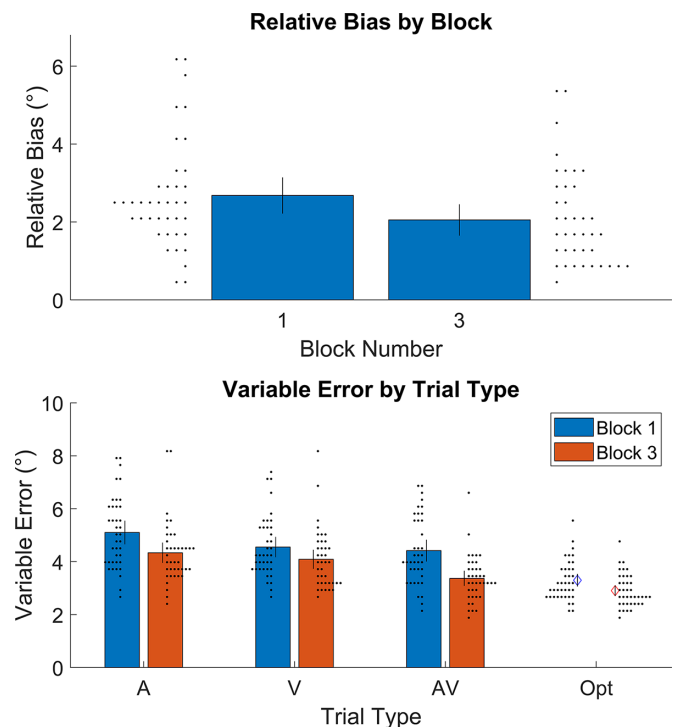 Relative Bias by Block
Relative Bias (°)
6
4
2
0
1 3
Block Number
Variable Error by Trial Type
Variable Error (°)
10
8
6
4
2
0
Block 1
Block 3
A V AV Opt
Trial Type